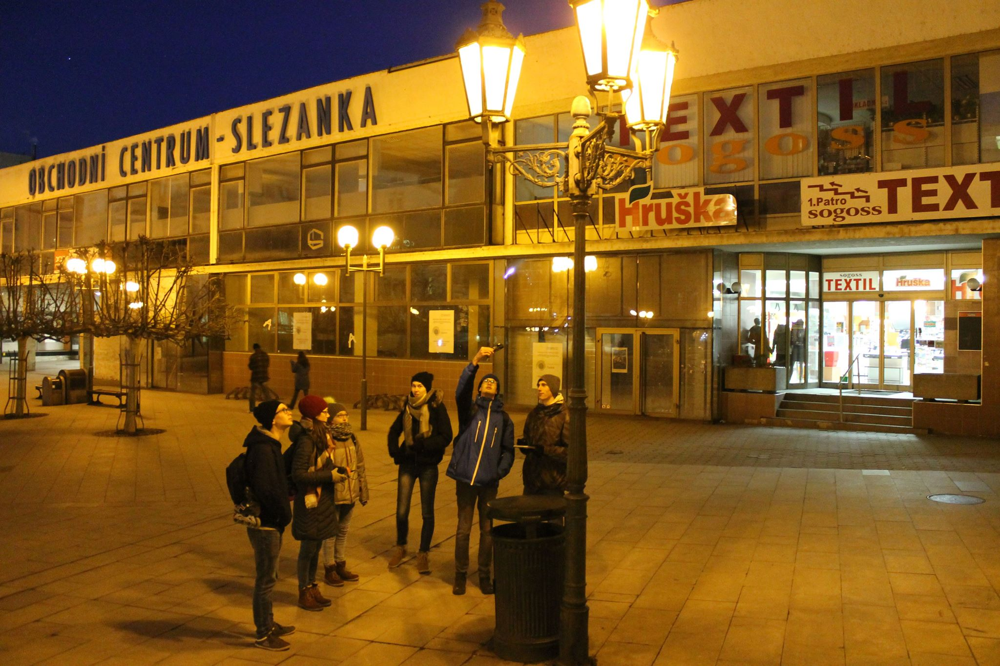 OBCHODNÍ CENTRUM - SLEZANKA
TEXTIL
sogoss
Hruška
1.Patro
sogoss TEXT
sogoss
TEXTIL
Hruška
A
A